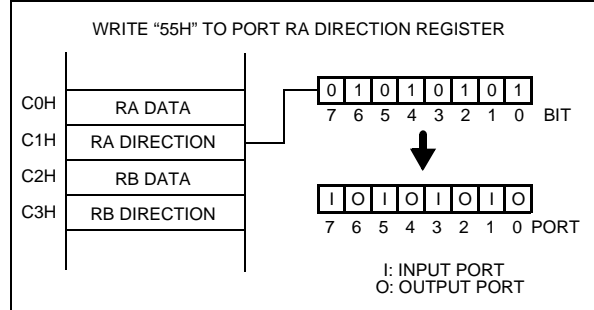 WRITE “55H” TO PORT RA DIRECTION REGISTER
C0H RA DATA
C1H RA DIRECTION
C2H RB DATA
C3H RB DIRECTION
0 1 0 1 0 1 0 1
7 6 5 4 3 2 1 0 BIT
I O I O I O I O
7 6 5 4 3 2 1 0 PORT
I: INPUT PORT
O: OUTPUT PORT